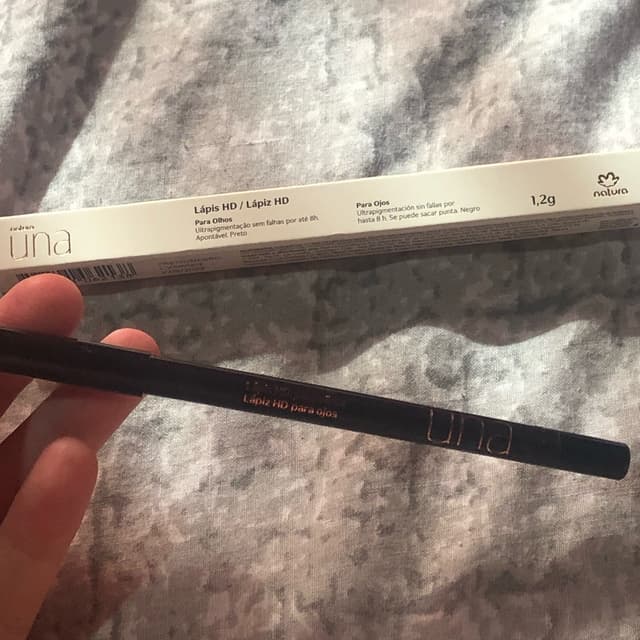 una
Lápis HD / Lápiz HD
Para Olhos
Ultrapigmentação sem falhas por até 8h.
Apontável. Preto
Para Ojos
Ultrapigmentación sin fallas por
hasta 8 h. Se puede sacar punta. Negro
1,2g
natura
Lápiz HD para ojos
una